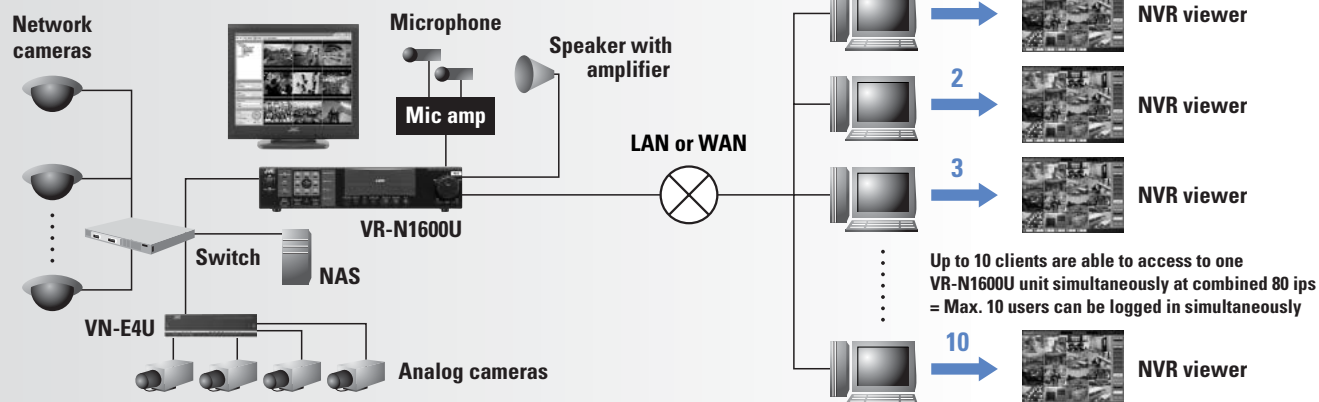 Network
cameras
Microphone
Speaker with
amplifier
Mic amp
LAN or WAN
VR-N1600U
Switch
NAS
VN-E4U
Analog cameras
NVR viewer
2
NVR viewer
3
NVR viewer
Up to 10 clients are able to access to one
VR-N1600U unit simultaneously at combined 80 ips
= Max. 10 users can be logged in simultaneously
10
NVR viewer